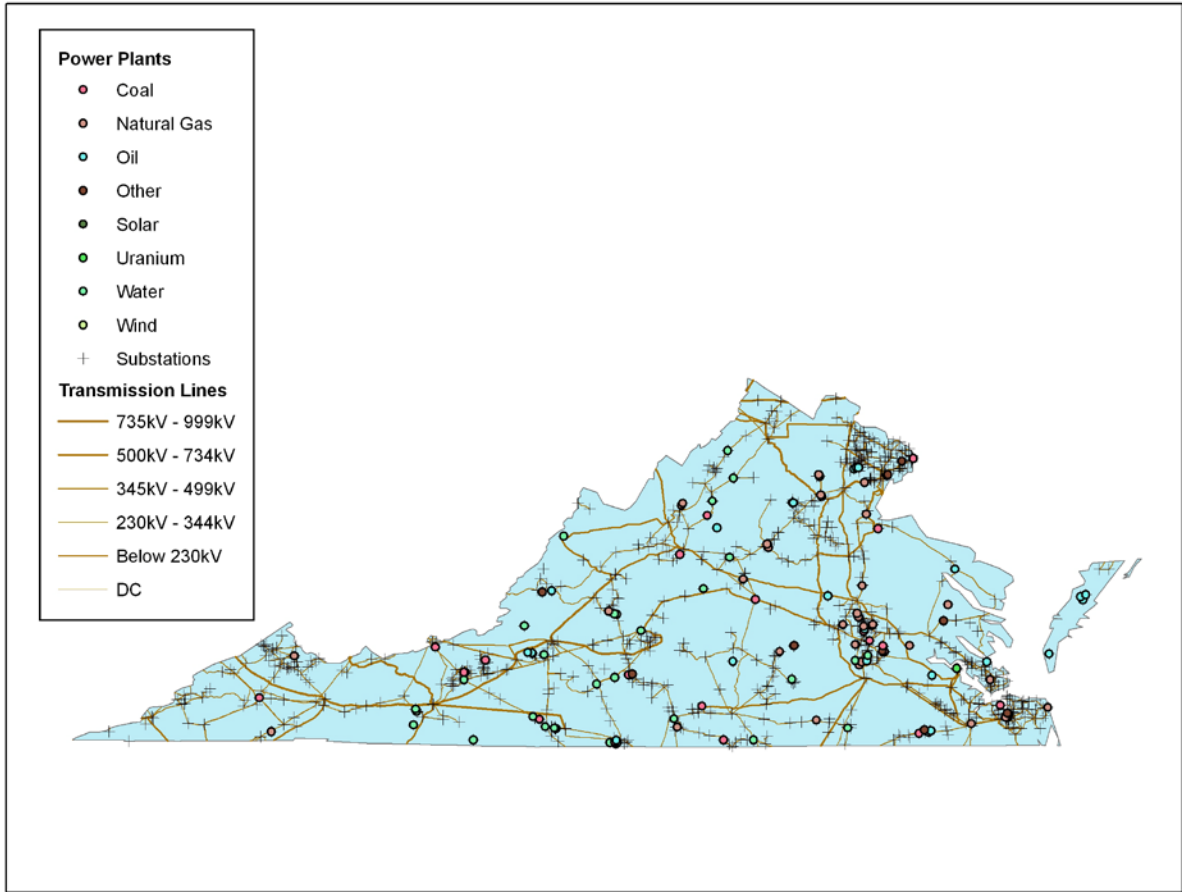 Power Plants
Coal
Natural Gas
Oil
Other
Solar
Uranium
Water
Wind
Substations
Transmission Lines
735kV - 999kV
500kV - 734kV
345kV - 499kV
230kV - 344kV
Below 230kV
DC